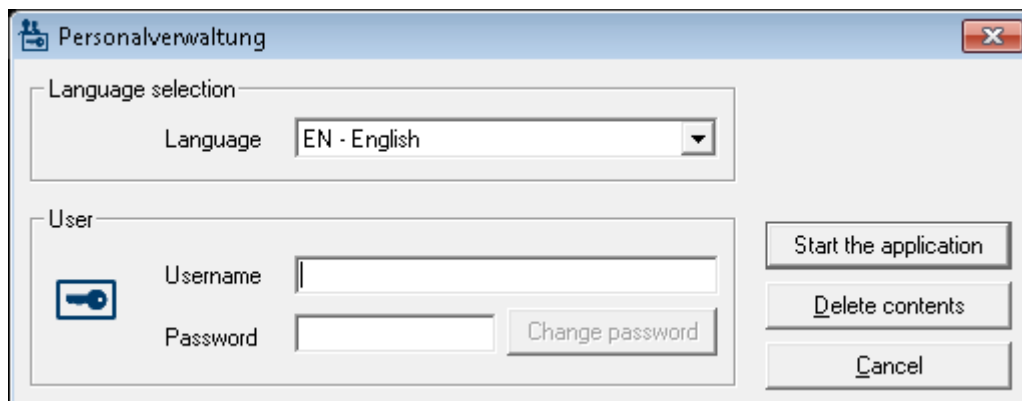 Personalverwaltung
Language selection
Language EN - English
User
Username
Password Change password
Start the application
Delete contents
Cancel